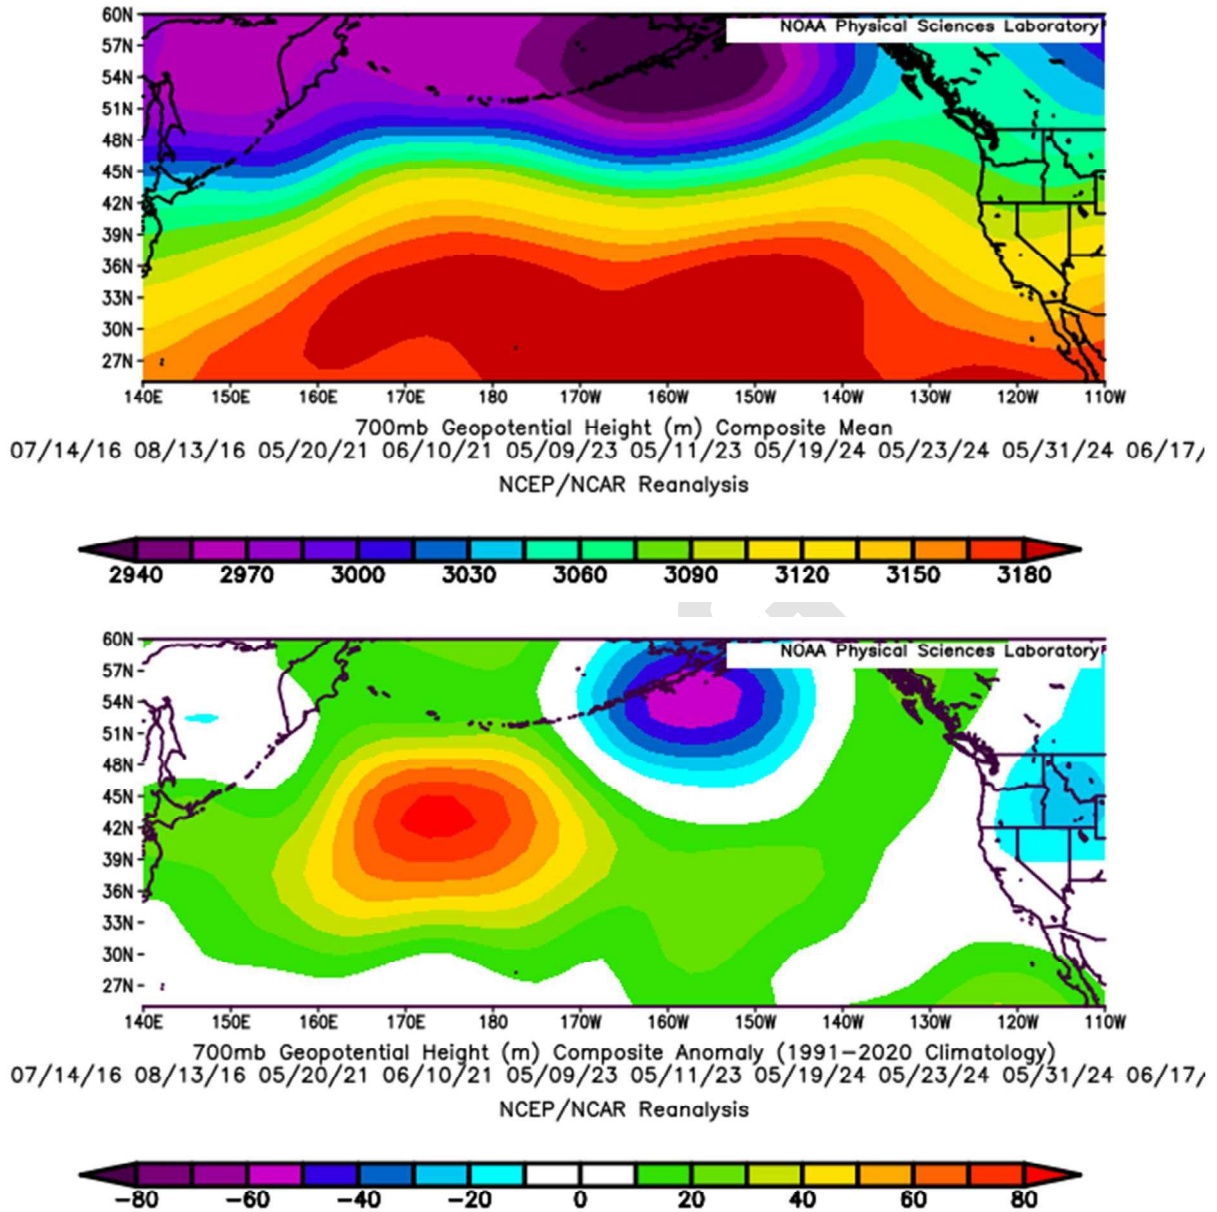 60N
NOAA Physical Sciences Laboratory
57N
54N
51N
48N
45N
42N
39N
36N
33N
30N
27N
140E 150E 160E 170E 180 170W 160W 150W 140W 130W 120W 110W
700mb Geopotential Height (m) Composite Mean
07/14/16 08/13/16 05/20/21 06/10/21 05/09/23 05/11/23 05/19/24 05/23/24 05/31/24 06/17/
NCEP/NCAR Reanalysis
2940 2970 3000 3030 3060 3090 3120 3150 3180
60N
NOAA Physical Sciences Laboratory
57N
54N
51N
48N
45N
42N
39N
36N
33N
30N
27N
140E 150E 160E 170E 180 170W 160W 150W 140W 130W 120W 110W
700mb Geopotential Height (m) Composite Anomaly (1991-2020 Climatology)
07/14/16 08/13/16 05/20/21 06/10/21 05/09/23 05/11/23 05/19/24 05/23/24 05/31/24 06/17/
NCEP/NCAR Reanalysis
-80 -60 -40 -20 0 20 40 60 80